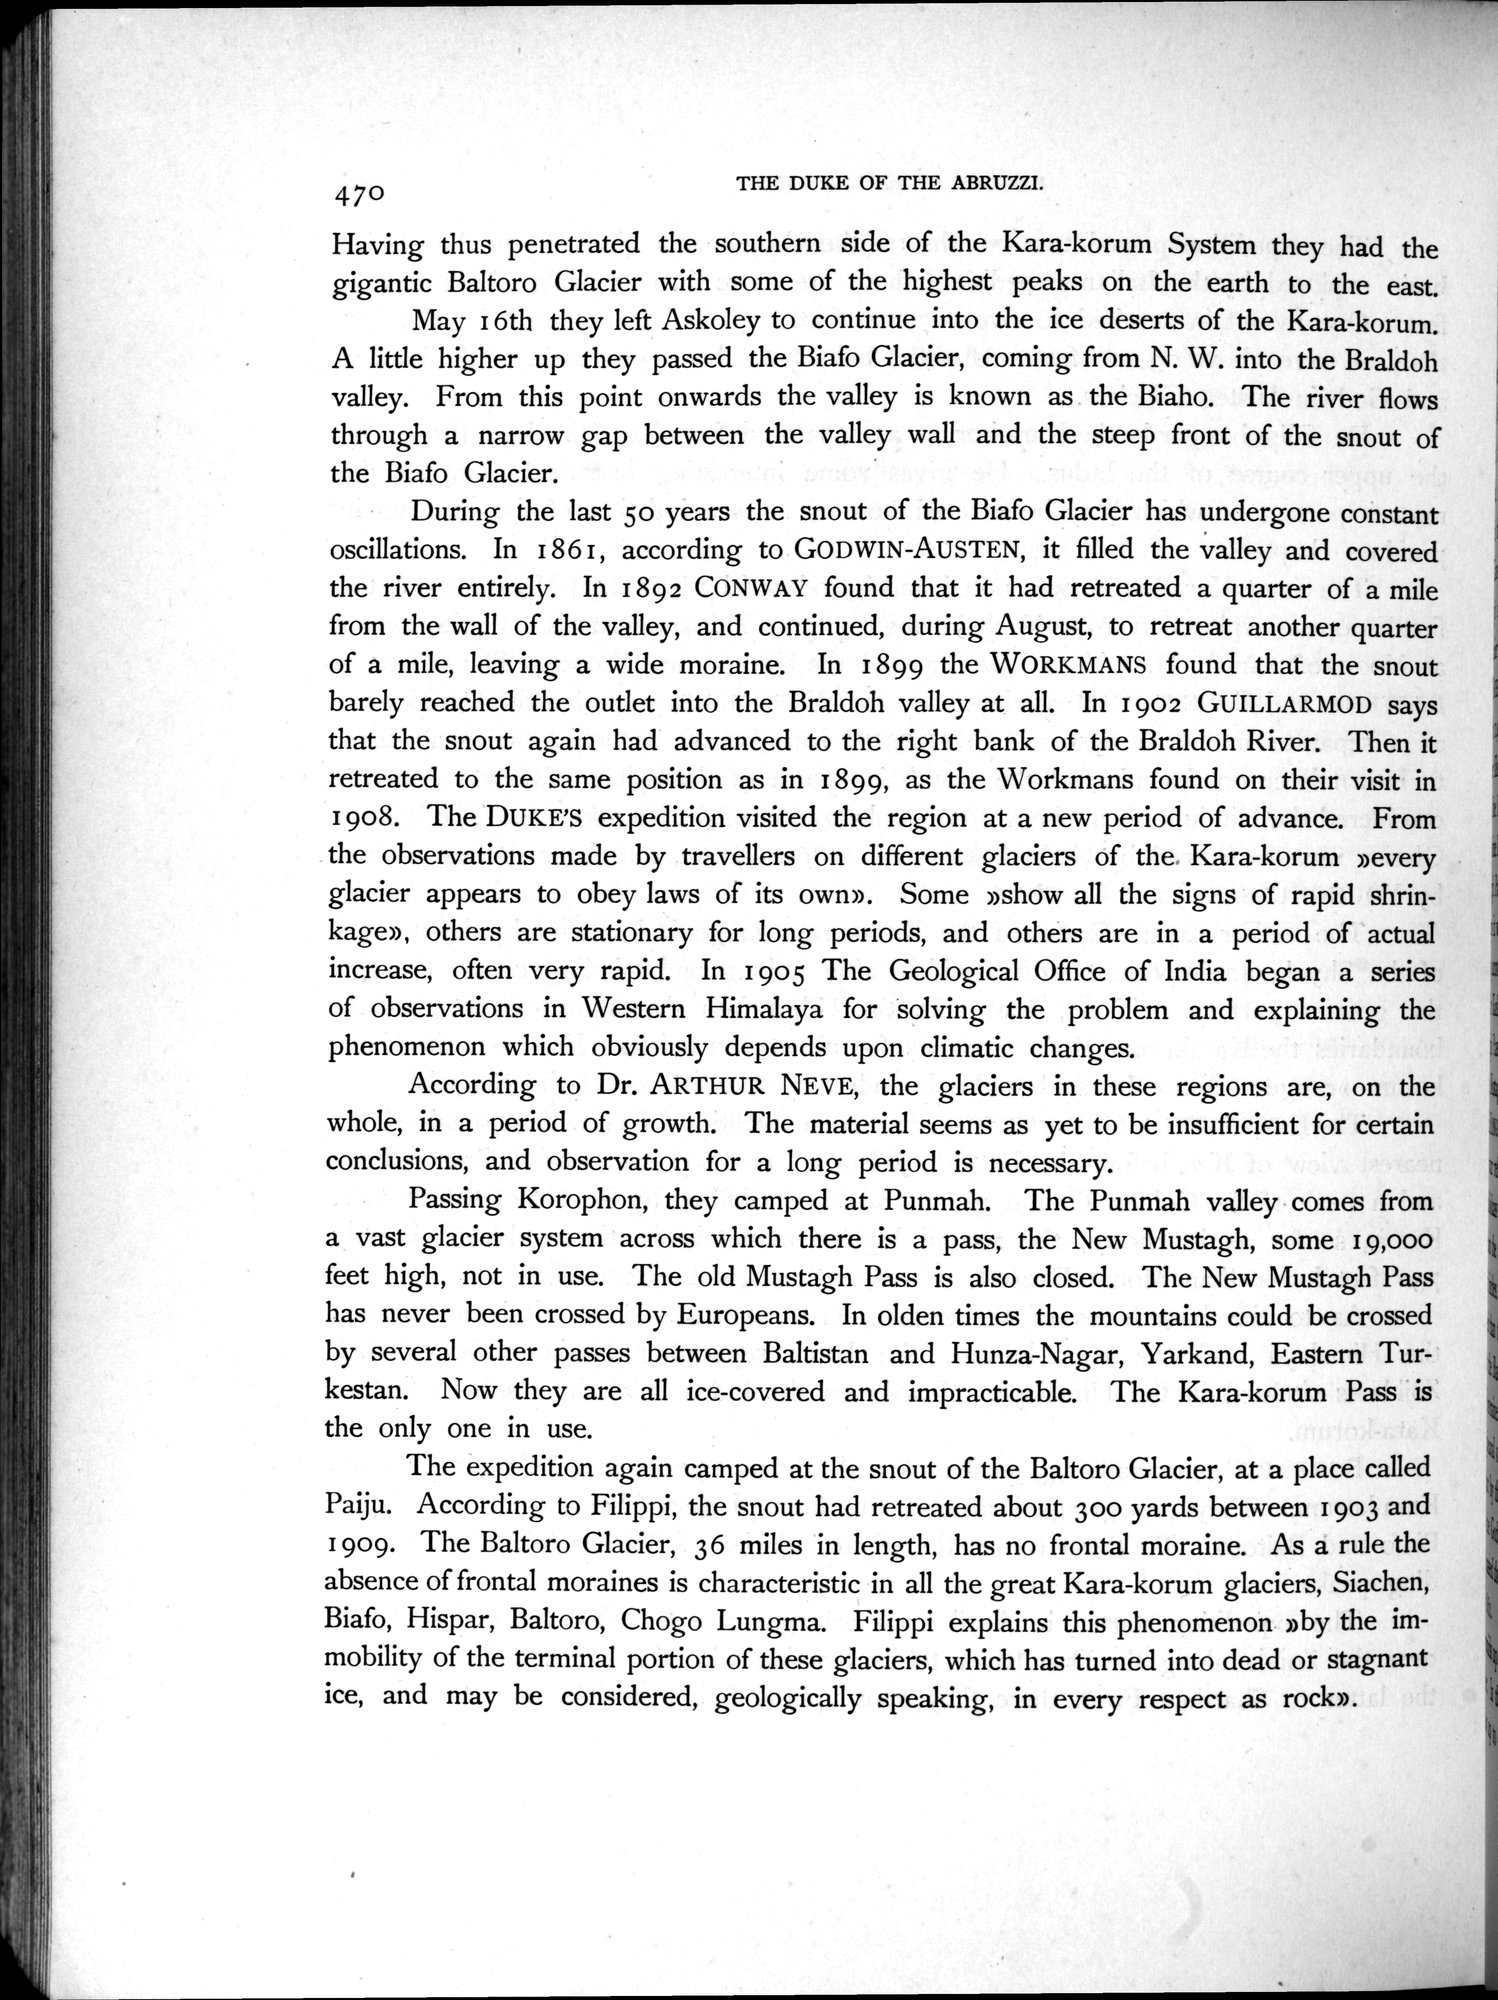 470
THE DUKE OF THE ABRUZZI.
Having thus penetrated the southern side of the Kara-korum System they had the
gigantic Baltoro Glacier with some of the highest peaks on the earth to the east.
May 16th they left Askoley to continue into the ice deserts of the Kara-korum.
A little higher up they passed the Biafo Glacier, coming from N. W. into the Braldoh
valley. From this point onwards the valley is known as the Biaho. The river flows
through a narrow gap between the valley wall and the steep front of the snout of
the Biafo Glacier.
During the last 50 years the snout of the Biafo Glacier has undergone constant
oscillations. In 1861, according to GODWIN-AUSTEN, it filled the valley and covered
the river entirely. In 1892 CONWAY found that it had retreated a quarter of a mile
from the wall of the valley, and continued, during August, to retreat another quarter
of a mile, leaving a wide moraine. In 1899 the WORKMANS found that the snout
barely reached the outlet into the Braldoh valley at all. In 1902 GUILLARMOD says
that the snout again had advanced to the right bank of the Braldoh River. Then it
retreated to the same position as in 1899, as the Workmans found on their visit in
1908. The DUKE'S expedition visited the region at a new period of advance. From
the observations made by travellers on different glaciers of the Kara-korum »every
glacier appears to obey laws of its own». Some »show all the signs of rapid shrin-
kage», others are stationary for long periods, and others are in a period of actual
increase, often very rapid. In 1905 The Geological Office of India began a series
of observations in Western Himalaya for solving the problem and explaining the
phenomenon which obviously depends upon climatic changes.
According to Dr. ARTHUR NEVE, the glaciers in these regions are, on the
whole, in a period of growth. The material seems as yet to be insufficient for certain
conclusions, and observation for a long period is necessary.
Passing Korophon, they camped at Punmah. The Punmah valley comes from
a vast glacier system across which there is a pass, the New Mustagh, some 19,000
feet high, not in use. The old Mustagh Pass is also closed. The New Mustagh Pass
has never been crossed by Europeans. In olden times the mountains could be crossed
by several other passes between Baltistan and Hunza-Nagar, Yarkand, Eastern Tur-
kestan. Now they are all ice-covered and impracticable. The Kara-korum Pass is
the only one in use.
The expedition again camped at the snout of the Baltoro Glacier, at a place called
Paiju. According to Filippi, the snout had retreated about 300 yards between 1903 and
1909. The Baltoro Glacier, 36 miles in length, has no frontal moraine. As a rule the
absence of frontal moraines is characteristic in all the great Kara-korum glaciers, Siachen,
Biafo, Hispar, Baltoro, Chogo Lungma. Filippi explains this phenomenon »by the im-
mobility of the terminal portion of these glaciers, which has turned into dead or stagnant
ice, and may be considered, geologically speaking, in every respect as rock».